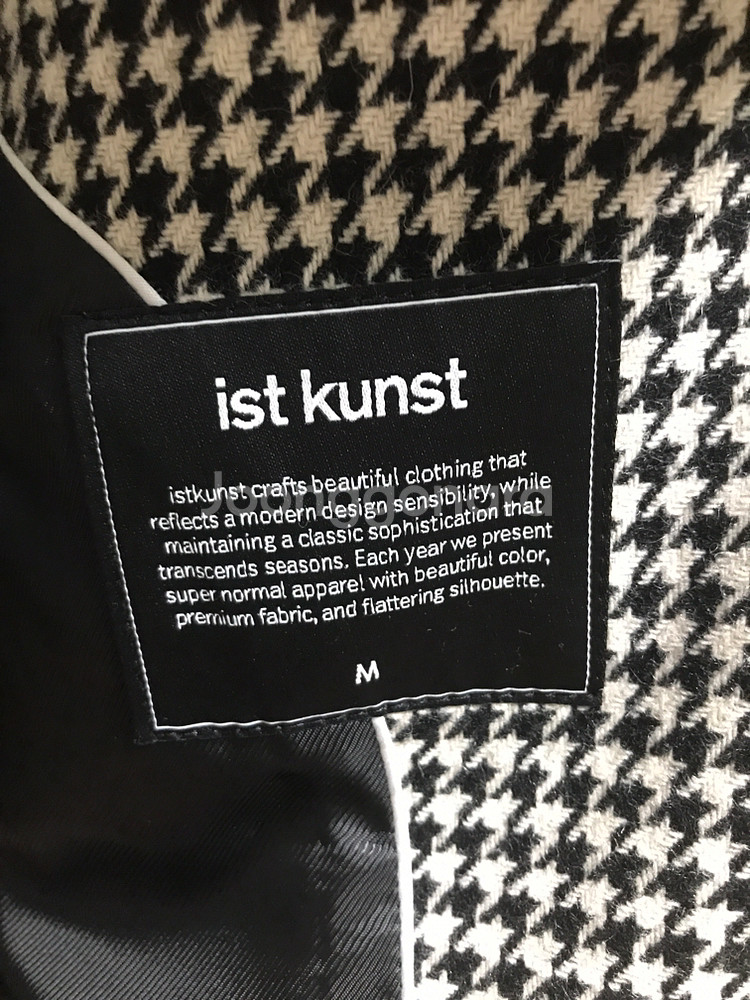 ist kunst
istkunst crafts beautiful clothing that
reflects a modern design sensibility, while
maintaining a classic sophistication that
transcends seasons. Each year we present
super normal apparel with beautiful color,
premium fabric, and flattering silhouette.
M
Joonggonara